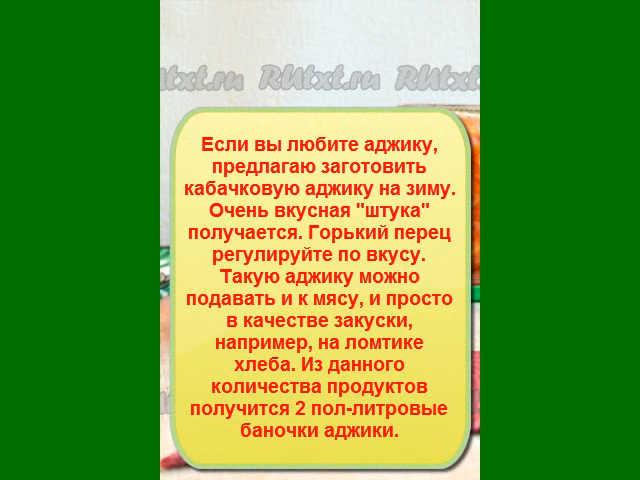 RUtxt.ru RUtxt.ru RUtxt.ru
Если вы любите аджику,
предлагаю заготовить
кабачковую аджику на зиму.
Очень вкусная "штука"
получается. Горький перец
регулируйте по вкусу.
Такую аджику можно
подавать и к мясу, и просто
в качестве закуски,
например, на ломтике
хлеба. Из данного
количества продуктов
получится 2 пол-литровые
баночки аджики.